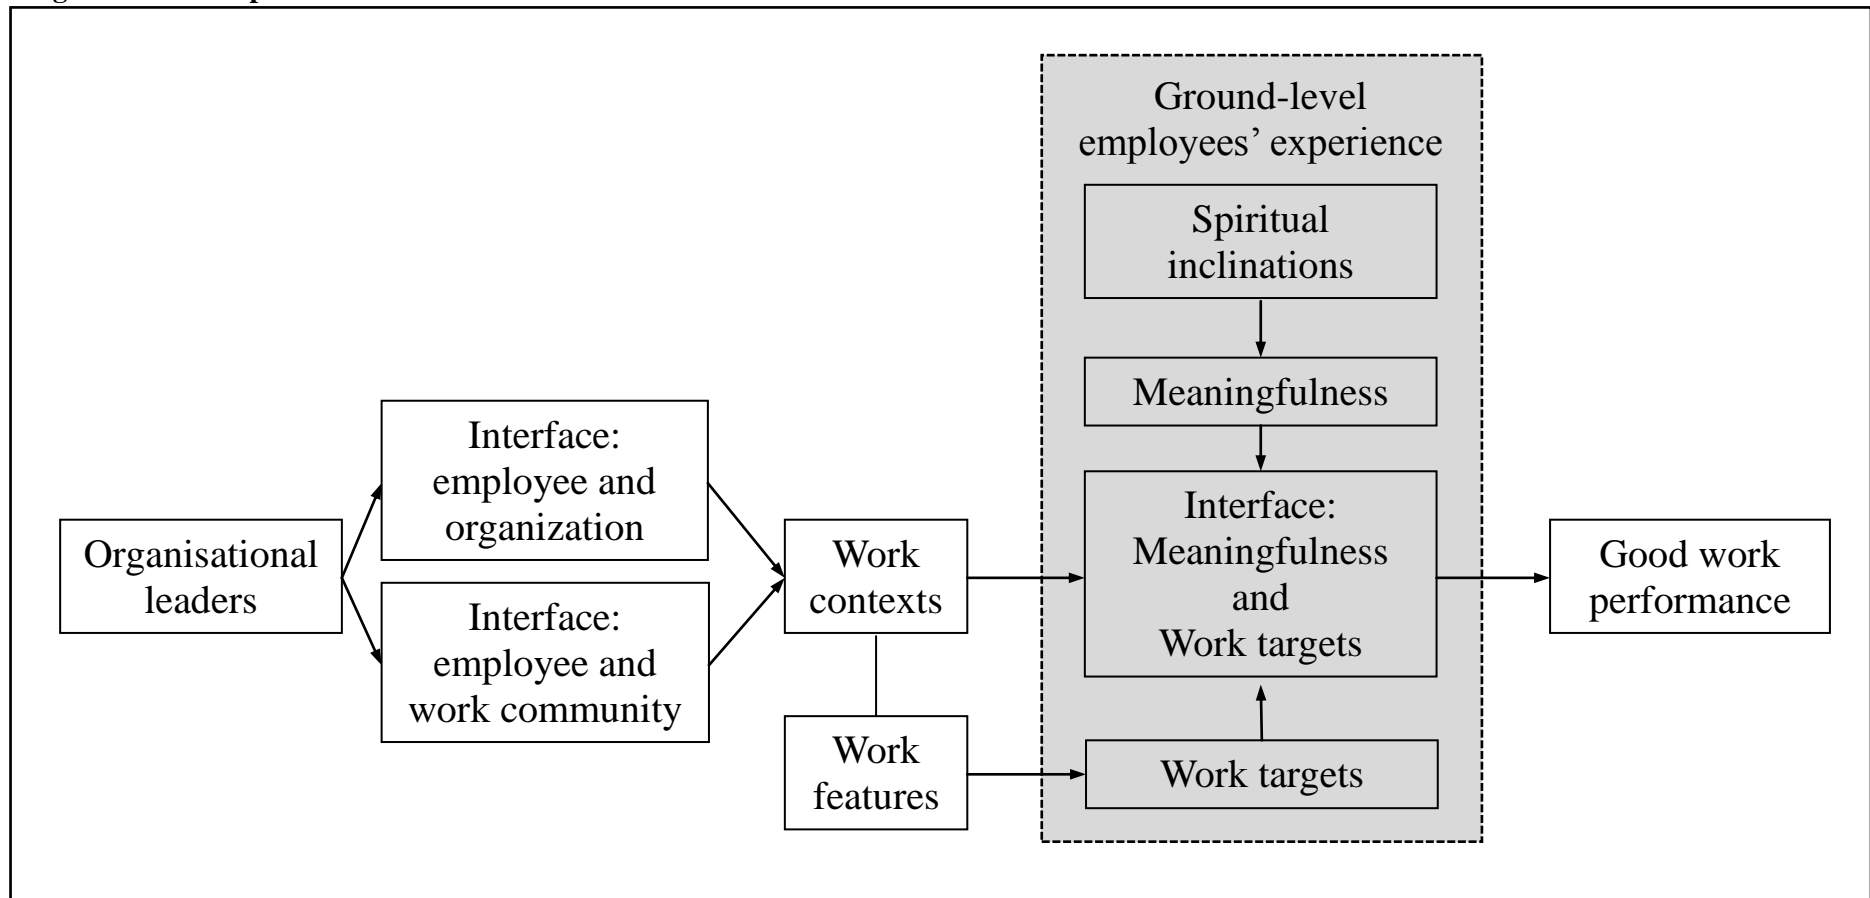 Ground-level
employees’ experience
Spiritual
inclinations
Meaningfulness
Interface:
employee and
organization
Organisational
leaders
Interface:
employee and
work community
Work
contexts
Work
features
Interface:
Meaningfulness
and
Work targets
Work targets
Good work
performance